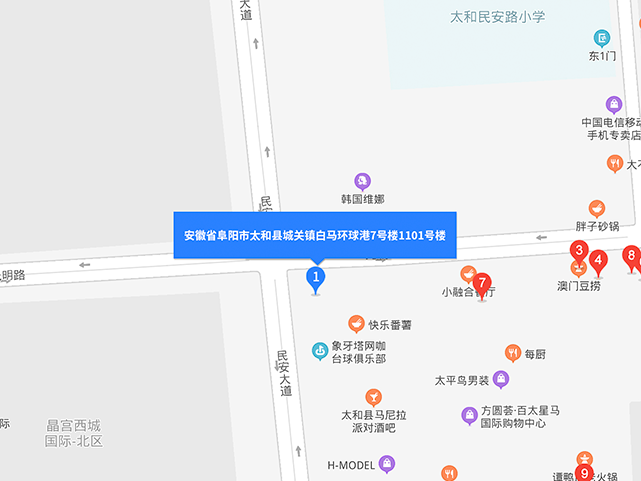 大道
太和民安路小学
东1门
中国电信移动
手机专卖店
韩国维娜
民安
胖子砂锅
安徽省阜阳市太和县城关镇白马环球港7号楼1101号楼
明路
1
3
4
8
7
小融合
厅
澳门豆捞
快乐番薯
象牙塔网咖
台球俱乐部
每厨
民安大道
太平鸟男装
太和县马尼拉
派对酒吧
方圆荟·百太星马
国际购物中心
际
晶宫西城
国际-北区
H-MODEL
谭鸭
火锅
9